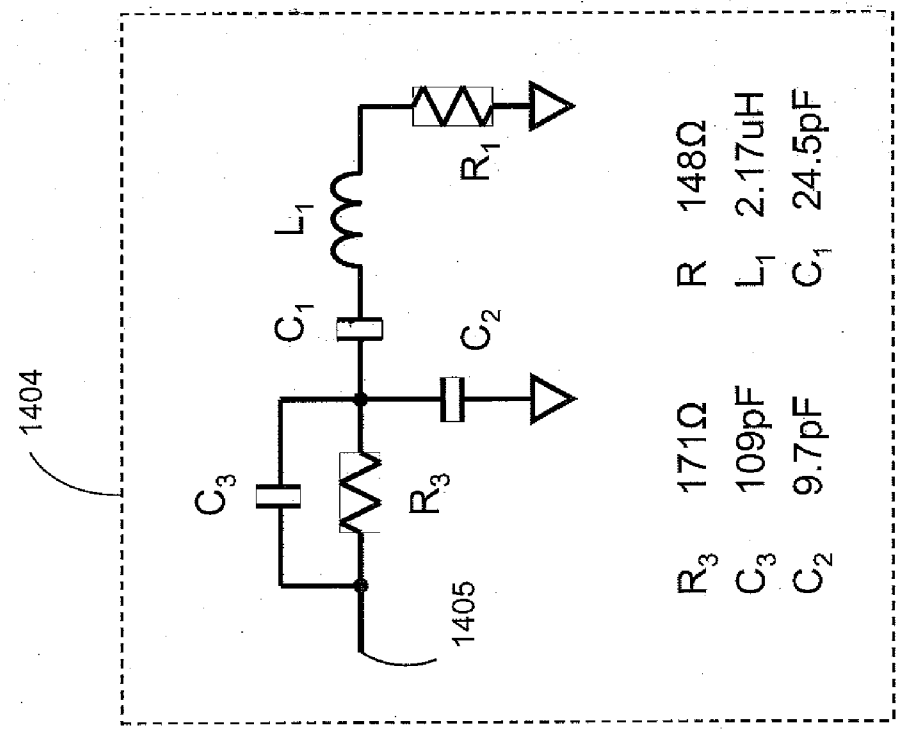 1404
C3
R3
1405
C1
C2
L1
R1
R3 171Ω
C3 109pF
C2 9.7pF
R 148Ω
L1 2.17uH
C1 24.5pF